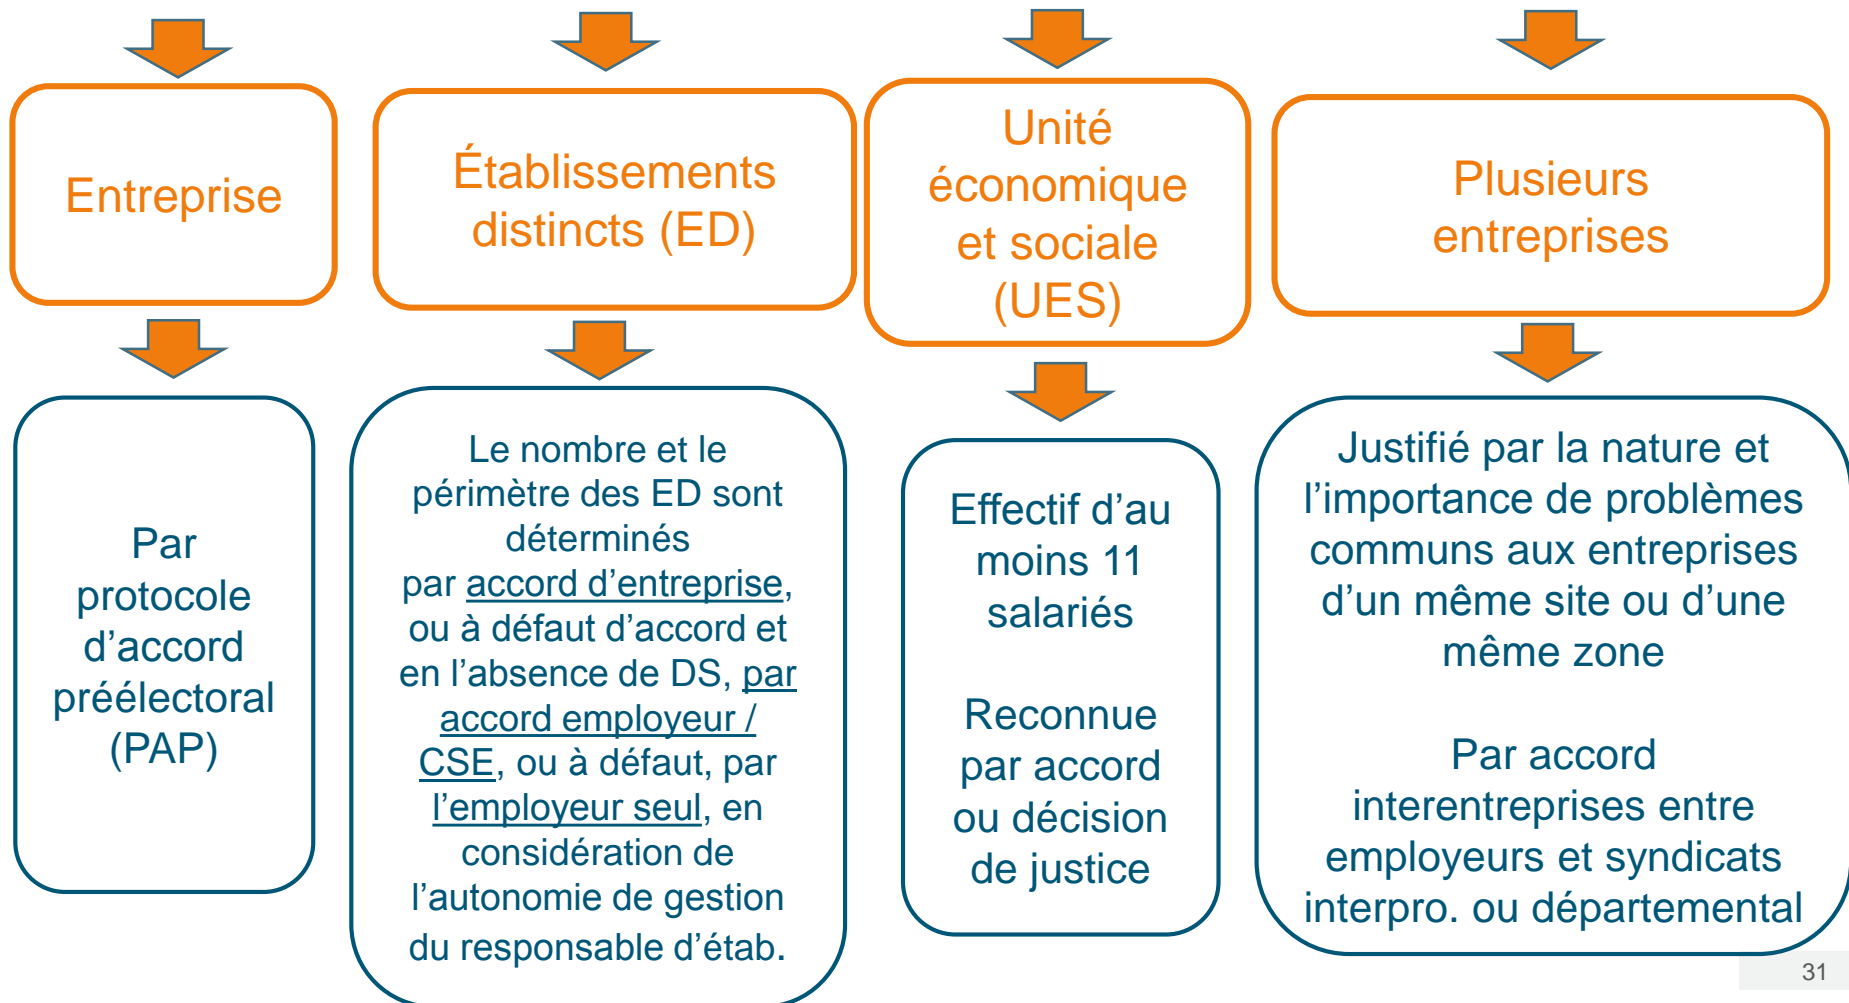 Entreprise
Établissements
distincts (ED)
Unité
économique
et sociale
(UES)
Plusieurs
entreprises
Par
protocole
d’accord
préélectoral
(PAP)
Le nombre et le
périmètre des ED sont
déterminés
par accord d’entreprise,
ou à défaut d’accord et
en l’absence de DS, par
accord employeur /
CSE, ou à défaut, par
l’employeur seul, en
considération de
l’autonomie de gestion
du responsable d’étab.
Effectif d’au
moins 11
salariés
Reconnue
par accord
ou décision
de justice
Justifié par la nature et
l’importance de problèmes
communs aux entreprises
d’un même site ou d’une
même zone
Par accord
interentreprises entre
employeurs et syndicats
interpro. ou départemental
31